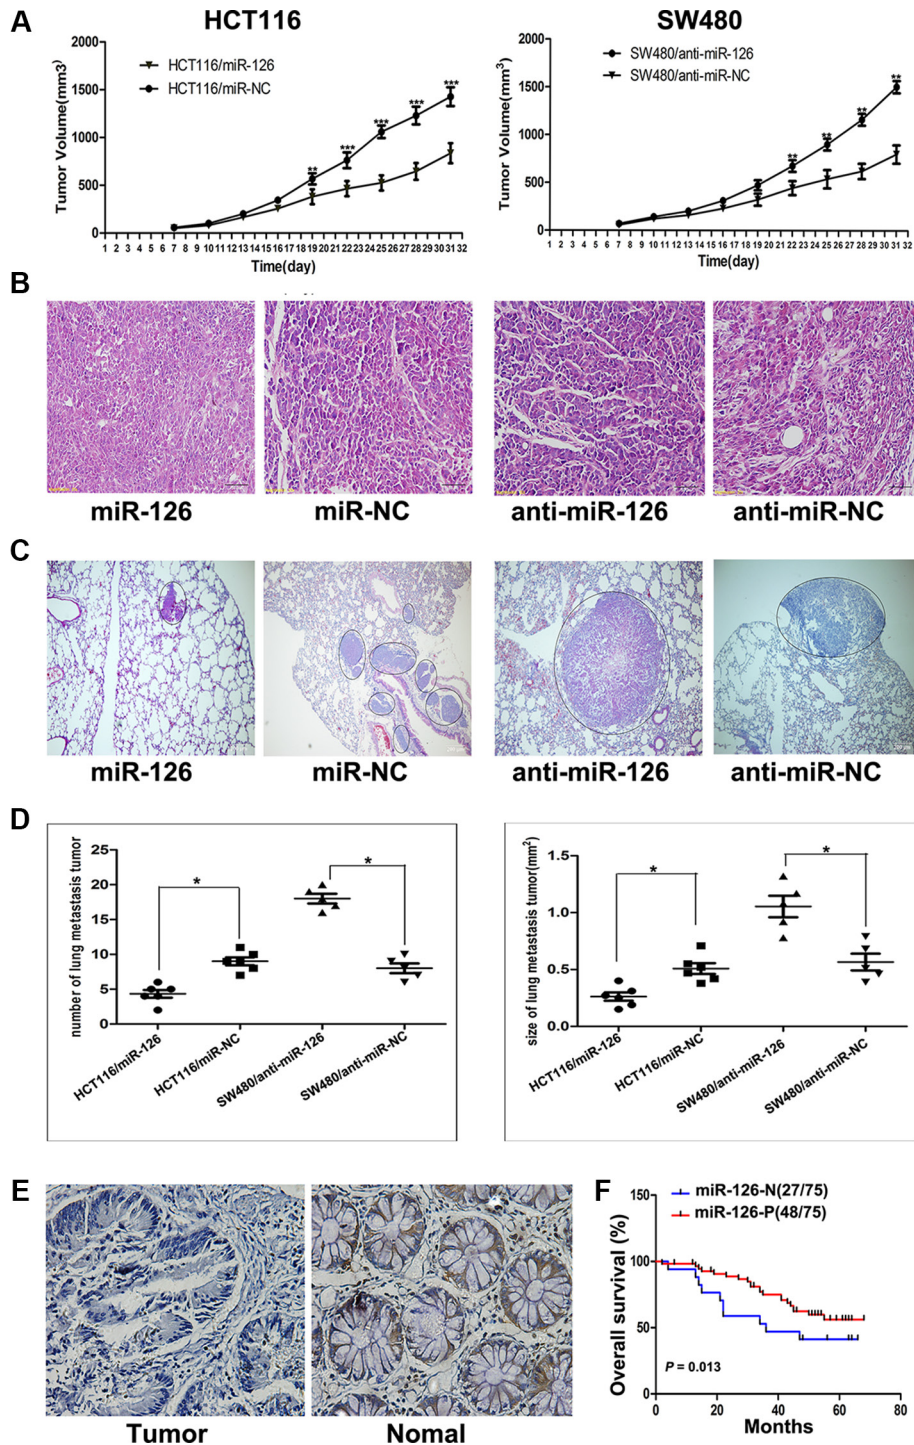 A
HCT116
SW480
HCT116/miR-126
HCT116/miR-NC
SW480/anti-miR-126
SW480/anti-miR-NC
Tumor Volume(mm3)
2000
1500
1000
500
0
*** *** *** *** *** **
1 2 3 4 5 6 7 8 9 10 11 12 13 14 15 16 17 18 19 20 21 22 23 24 25 26 27 28 29 30 31 32
Time(day)
Tumor Volume(mm3)
2000
1500
1000
500
0
** ** ** **
1 2 3 4 5 6 7 8 9 10 11 12 13 14 15 16 17 18 19 20 21 22 23 24 25 26 27 28 29 30 31 32
Time(day)
B
miR-126
miR-NC
anti-miR-126
anti-miR-NC
C
miR-126
miR-NC
anti-miR-126
anti-miR-NC
D
number of lung metastasis tumor
25
20
15
10
5
0
* *
HCT116/miR-126
HCT116/miR-NC
SW480/anti-miR-126
SW480/anti-miR-NC
size of lung metastasis tumor(mm2)
1.5
1.0
0.5
0.0
* *
HCT116/miR-126
HCT116/miR-NC
SW480/anti-miR-126
SW480/anti-miR-NC
E
Tumor
Nomal
F
miR-126-N(27/75)
miR-126-P(48/75)
Overall survival (%)
150
100
50
0
P = 0.013
0 20 40 60 80
Months